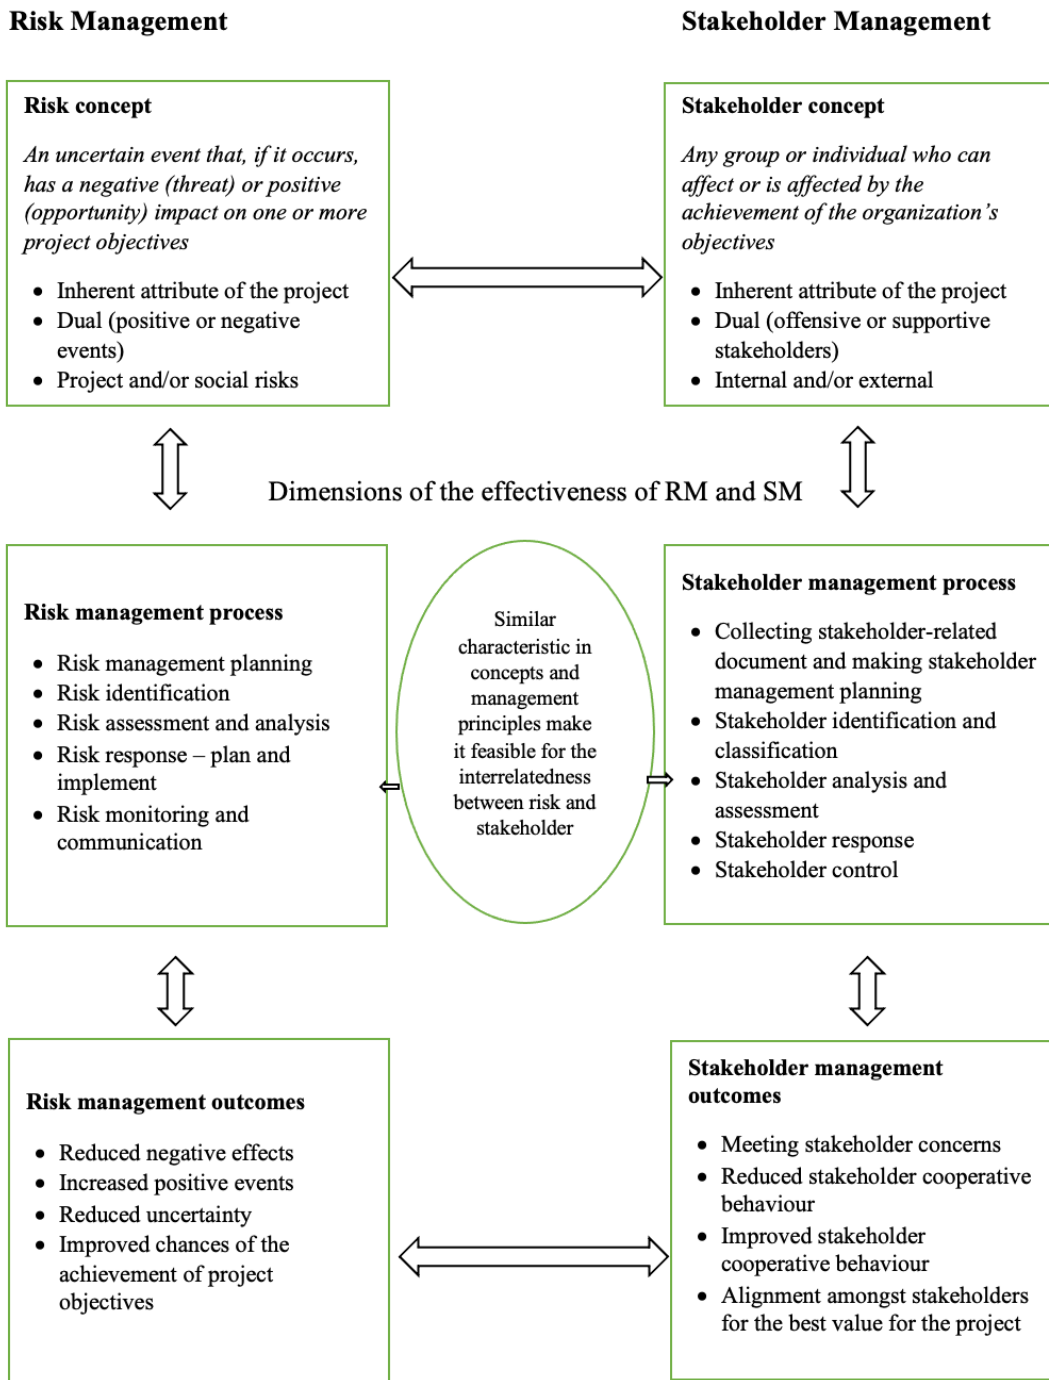 Risk Management
Stakeholder Management
Risk concept
An uncertain event that, if it occurs,
has a negative (threat) or positive
(opportunity) impact on one or more
project objectives
• Inherent attribute of the project
• Dual (positive or negative
events)
• Project and/or social risks
Stakeholder concept
Any group or individual who can
affect or is affected by the
achievement of the organization's
objectives
• Inherent attribute of the project
• Dual (offensive or supportive
stakeholders)
• Internal and/or external
Dimensions of the effectiveness of RM and SM
Risk management process
• Risk management planning
• Risk identification
• Risk assessment and analysis
• Risk response – plan and
implement
• Risk monitoring and
communication
Similar
characteristic in
concepts and
management
principles make
it feasible for the
interrelatedness
between risk and
stakeholder
Stakeholder management process
• Collecting stakeholder-related
document and making stakeholder
management planning
• Stakeholder identification and
classification
• Stakeholder analysis and
assessment
• Stakeholder response
• Stakeholder control
Risk management outcomes
• Reduced negative effects
• Increased positive events
• Reduced uncertainty
• Improved chances of the
achievement of project
objectives
Stakeholder management
outcomes
• Meeting stakeholder concerns
• Reduced stakeholder cooperative
behaviour
• Improved stakeholder
cooperative behaviour
• Alignment amongst stakeholders
for the best value for the project